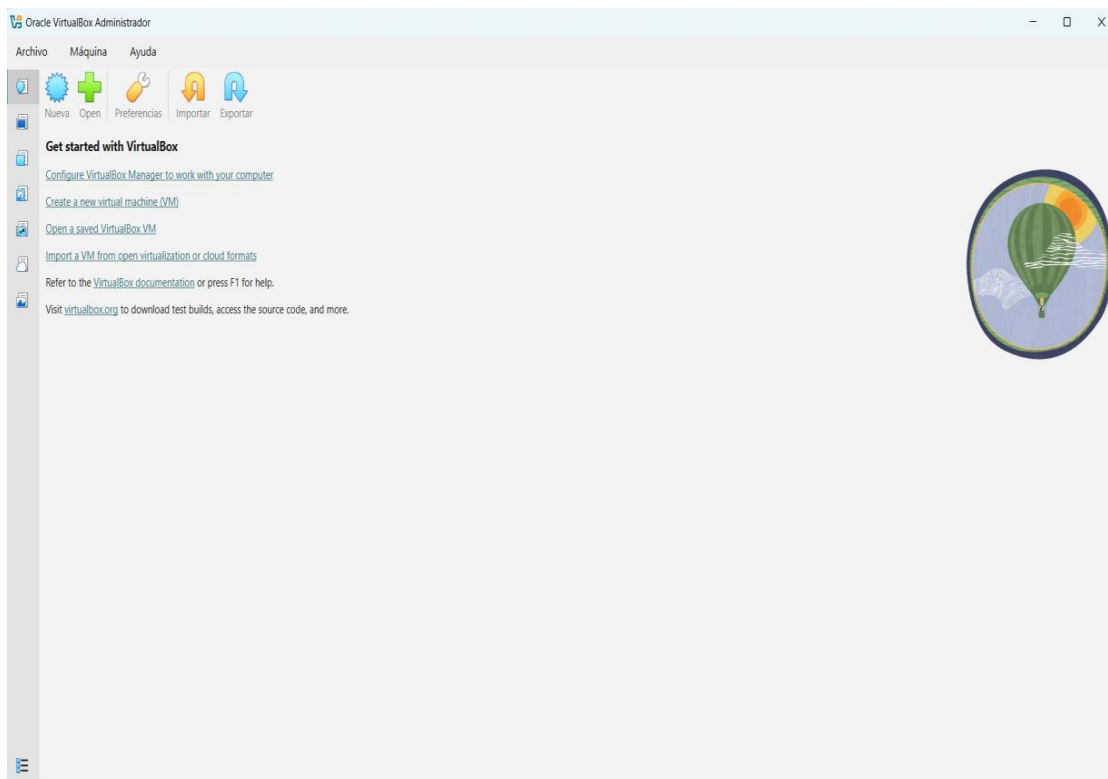 Oracle VirtualBox Administrador
Archivo Máquina Ayuda
Nueva Open Preferencias Importar Exportar
Get started with VirtualBox
Configure VirtualBox Manager to work with your computer
Create a new virtual machine (VM)
Open a saved VirtualBox VM
Import a VM from open virtualization or cloud formats
Refer to the VirtualBox documentation or press F1 for help.
Visit virtualbox.org to download test builds, access the source code, and more.